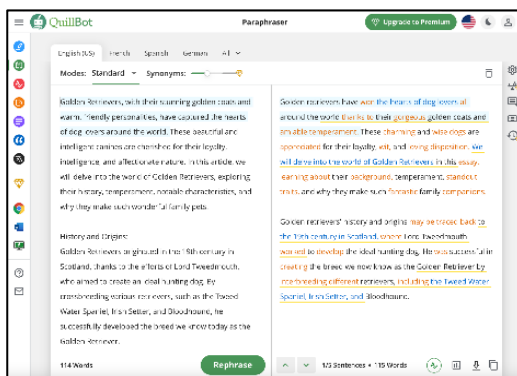 QuillBot
Paraphraser
Upgrade to Premium
English (US) French Spanish German All
Modes: Standard Synonyms:
Golden Retrievers, with their stunning golden coats and
warm, friendly personalities, have captured the hearts
of dog lovers around the world. These beautiful and
intelligent canines are cherished for their loyalty,
intelligence, and affectionate nature. In this article, we
will delve into the world of Golden Retrievers, exploring
their history, temperament, notable characteristics, and
why they make such wonderful family pets.
History and Origins:
Golden Retrievers originated in the 19th century in
Scotland, thanks to the efforts of Lord Tweedmouth,
who aimed to create an ideal hunting dog. By
crossbreeding various retrievers, such as the Tweed
Water Spaniel, Irish Setter, and Bloodhound, he
successfully developed the breed we know today as the
Golden Retriever.
114 Words
Rephrase
Golden retrievers have won the hearts of dog lovers all
around the world thanks to their gorgeous golden coats and
amiable temperament. These charming and wise dogs are
appreciated for their loyalty, wit, and loving disposition. We
will delve into the world of Golden Retrievers in this essay,
learning about their background, temperament, standout
traits, and why they make such fantastic family companions.
Golden retrievers' history and origins may be traced back to
the 19th century in Scotland, where Lord Tweedmouth
worked to develop the ideal hunting dog. He was successful in
creating the breed we now know as the Golden Retriever by
interbreeding different retrievers, including the Tweed Water
Spaniel, Irish Setter, and Bloodhound.
1/5 Sentences • 115 Words